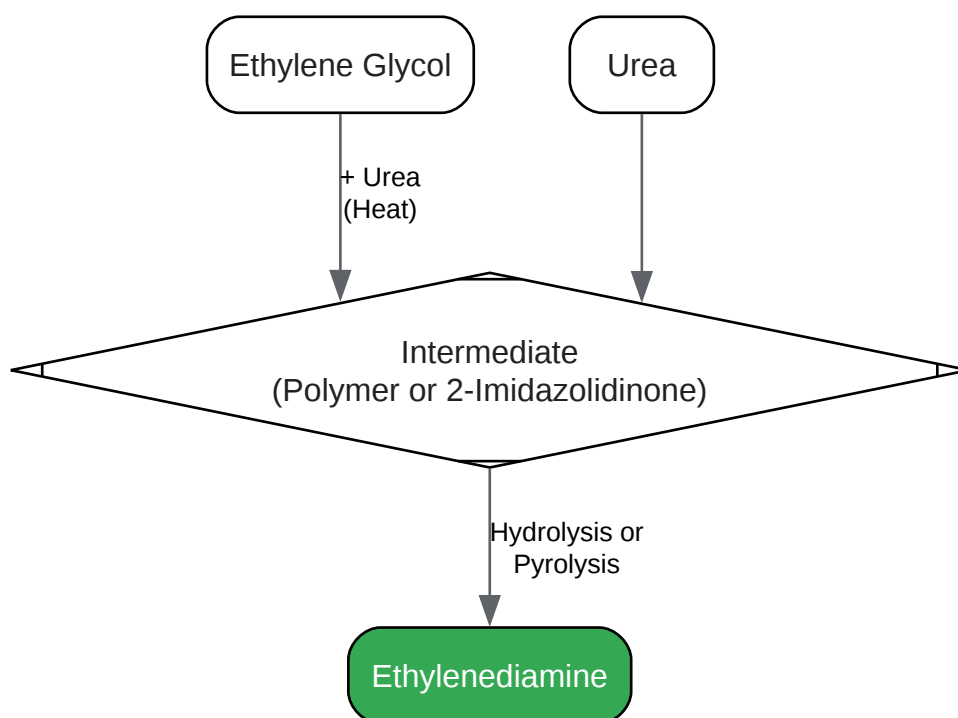 Ethylene Glycol
Urea
+ Urea
(Heat)
Intermediate
(Polymer or 2-Imidazolidinone)
Hydrolysis or
Pyrolysis
Ethylenediamine